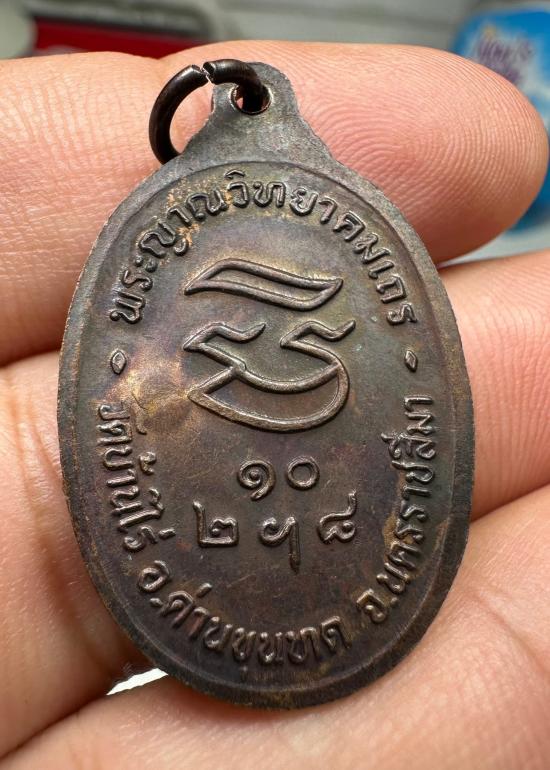 พระญาณวิทยาคมเถร
๑๐
๒ ฯ ๘
วัดบ้านไร่ อ.ด่านขุนทด จ.นครราชสีมา